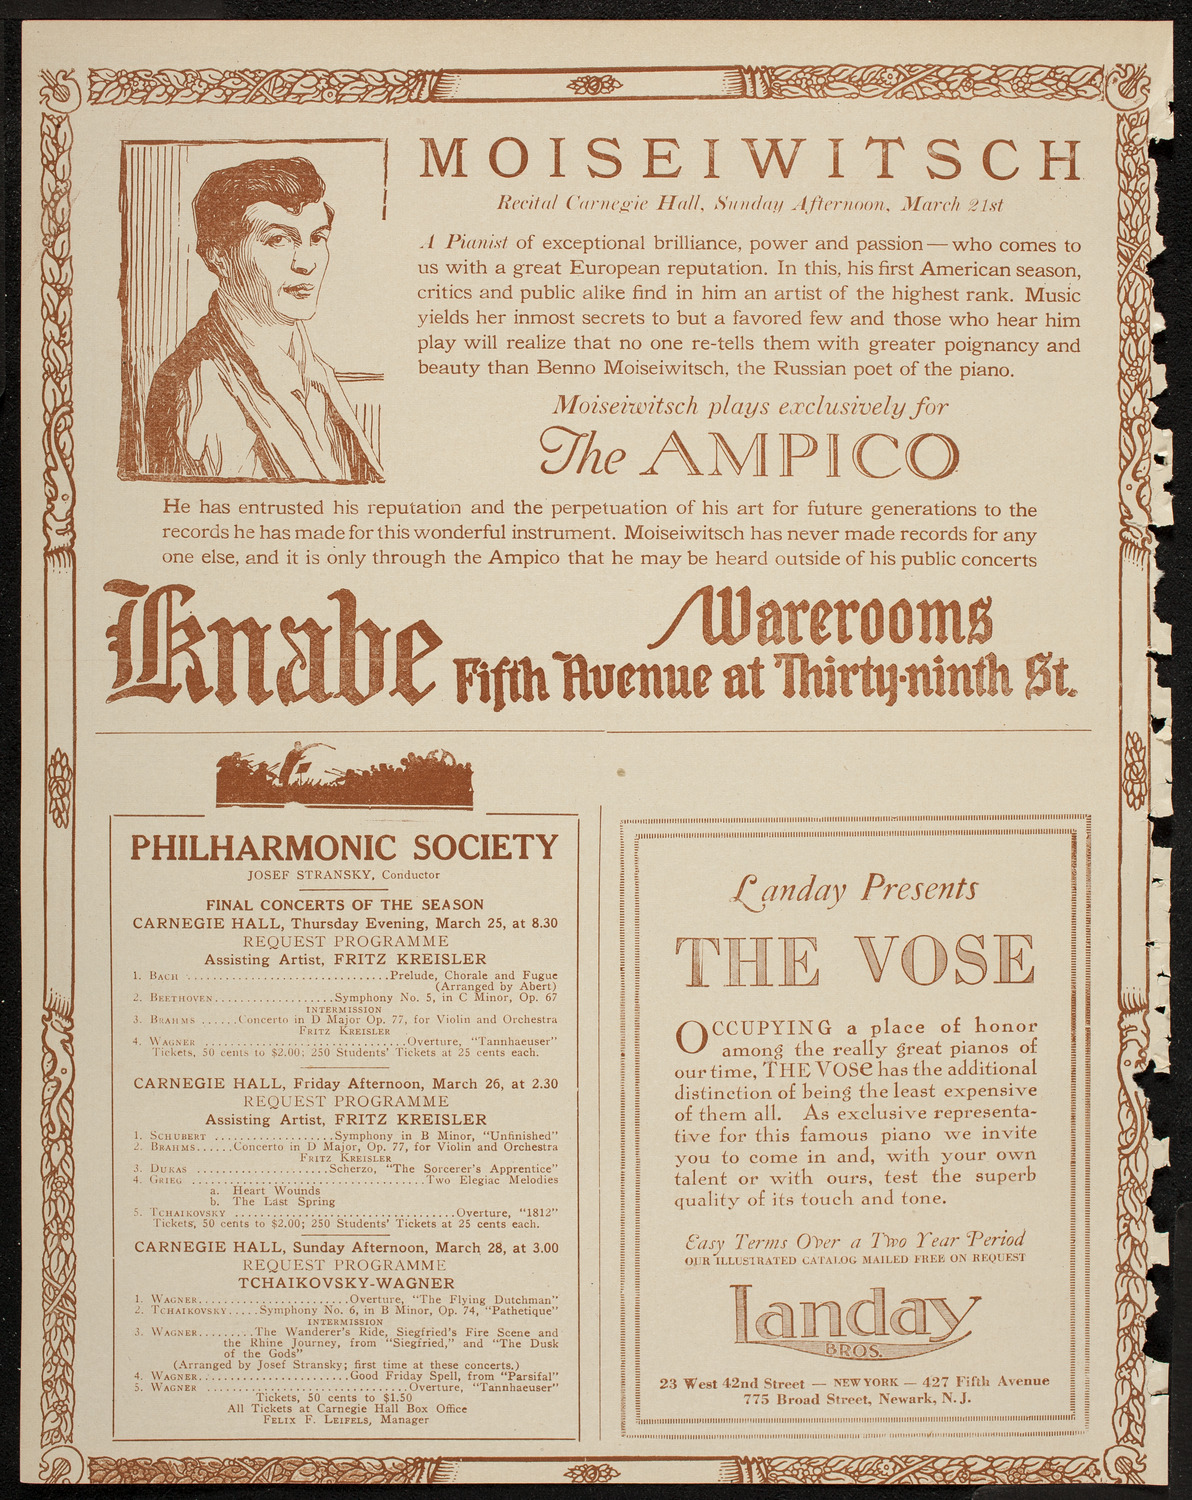 MOISEIWITSCH
Recital Carnegie Hall, Sunday Afternoon, March 21st
A Pianist of exceptional brilliance, power and passion — who comes to
us with a great European reputation. In this, his first American season,
critics and public alike find in him an artist of the highest rank. Music
yields her inmost secrets to but a favored few and those who hear him
play will realize that no one re-tells them with greater poignancy and
beauty than Benno Moiseiwitsch, the Russian poet of the piano.
Moiseiwitsch plays exclusively for
The AMPICO
He has entrusted his reputation and the perpetuation of his art for future generations to the
records he has made for this wonderful instrument. Moiseiwitsch has never made records for any
one else, and it is only through the Ampico that he may be heard outside of his public concerts
Knabe Warerooms
Fifth Avenue at Thirty-ninth St.
PHILHARMONIC SOCIETY
JOSEF STRANSKY, Conductor
FINAL CONCERTS OF THE SEASON
CARNEGIE HALL, Thursday Evening, March 25, at 8.30
REQUEST PROGRAMME
Assisting Artist, FRITZ KREISLER
1. BACH ................................Prelude, Chorale and Fugue
(Arranged by Abert)
2. BEETHOVEN...................Symphony No. 5, in C Minor, Op. 67
INTERMISSION
3. BRAHMS ......Concerto in D Major Op. 77, for Violin and Orchestra
FRITZ KREISLER
4. WAGNER ................................Overture, "Tannhaeuser"
Tickets, 50 cents to $2.00; 250 Students' Tickets at 25 cents each.
CARNEGIE HALL, Friday Afternoon, March 26, at 2.30
REQUEST PROGRAMME
Assisting Artist, FRITZ KREISLER
1. SCHUBERT ...................Symphony in B Minor, "Unfinished"
2. BRAHMS......Concerto in D Major, Op. 77, for Violin and Orchestra
FRITZ KREISLER
3. DUKAS .....................Scherzo, "The Sorcerer's Apprentice"
4. GRIEG .....................................Two Elegiac Melodies
a. Heart Wounds
b. The Last Spring
5. TCHAIKOVSKY ...................................Overture, "1812"
Tickets, 50 cents to $2.00; 250 Students' Tickets at 25 cents each.
CARNEGIE HALL, Sunday Afternoon, March 28, at 3.00
REQUEST PROGRAMME
TCHAIKOVSKY-WAGNER
1. WAGNER........................Overture, "The Flying Dutchman"
2. TCHAIKOVSKY.....Symphony No. 6, in B Minor, Op. 74, "Pathetique"
INTERMISSION
3. WAGNER.........The Wanderer's Ride, Siegfried's Fire Scene and
the Rhine Journey, from "Siegfried," and "The Dusk
of the Gods"
(Arranged by Josef Stransky; first time at these concerts.)
4. WAGNER.......................Good Friday Spell, from "Parsifal"
5. WAGNER ................................Overture, "Tannhaeuser"
Tickets, 50 cents to $1.50
All Tickets at Carnegie Hall Box Office
FELIX F. LEIFELS, Manager
Landay Presents
THE VOSE
OCCUPYING a place of honor
among the really great pianos of
our time, THE VOSE has the additional
distinction of being the least expensive
of them all. As exclusive representa-
tive for this famous piano we invite
you to come in and, with your own
talent or with ours, test the superb
quality of its touch and tone.
Easy Terms Over a Two Year Period
OUR ILLUSTRATED CATALOG MAILED FREE ON REQUEST
Landay
BROS.
23 West 42nd Street — NEW YORK — 427 Fifth Avenue
775 Broad Street, Newark, N. J.